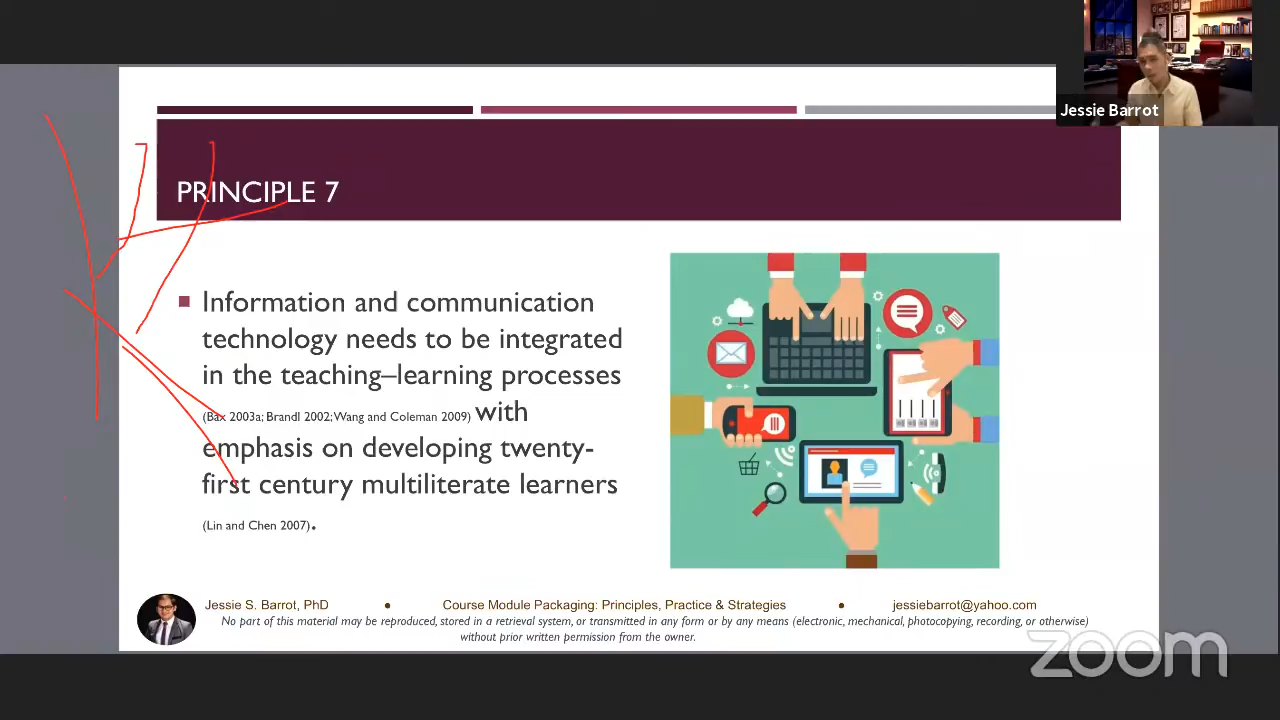 Jessie Barrot
PRINCIPLE 7
Information and communication
technology needs to be integrated
in the teaching–learning processes
(Bax 2003a; Brandl 2002; Wang and Coleman 2009) with
emphasis on developing twenty-
first century multiliterate learners
(Lin and Chen 2007).
Jessie S. Barrot, PhD ● Course Module Packaging: Principles, Practice & Strategies ● jessiebarrot@yahoo.com
No part of this material may be reproduced, stored in a retrieval system, or transmitted in any form or by any means (electronic, mechanical, photocopying, recording, or otherwise)
without prior written permission from the owner.
zoom